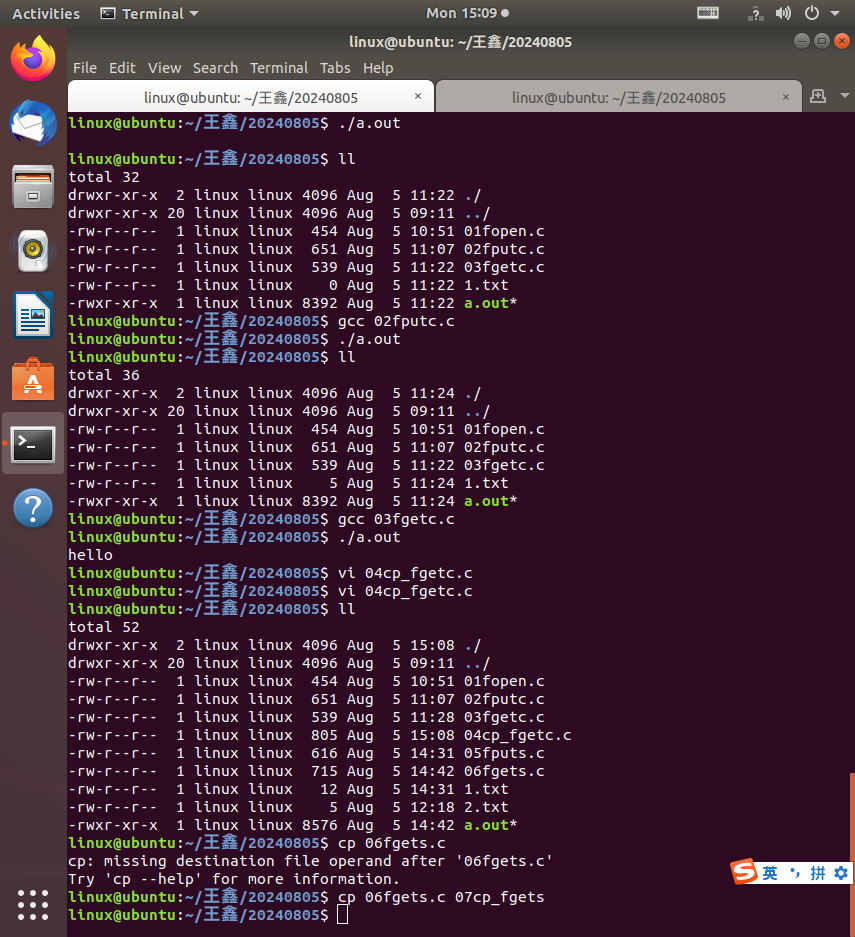 Activities Terminal Mon 15:09
linux@ubuntu: ~/王鑫/20240805
File Edit View Search Terminal Tabs Help
linux@ubuntu: ~/王鑫/20240805 × linux@ubuntu: ~/王鑫/20240805 ×
linux@ubuntu:~/王鑫/20240805$ ./a.out
linux@ubuntu:~/王鑫/20240805$ ll
total 32
drwxr-xr-x  2 linux linux 4096 Aug  5 11:22 ./
drwxr-xr-x 20 linux linux 4096 Aug  5 09:11 ../
-rw-r--r--  1 linux linux  454 Aug  5 10:51 01fopen.c
-rw-r--r--  1 linux linux  651 Aug  5 11:07 02fputc.c
-rw-r--r--  1 linux linux  539 Aug  5 11:22 03fgetc.c
-rw-r--r--  1 linux linux    0 Aug  5 11:22 1.txt
-rwxr-xr-x  1 linux linux 8392 Aug  5 11:22 a.out*
linux@ubuntu:~/王鑫/20240805$ gcc 02fputc.c
linux@ubuntu:~/王鑫/20240805$ ./a.out
linux@ubuntu:~/王鑫/20240805$ ll
total 36
drwxr-xr-x  2 linux linux 4096 Aug  5 11:24 ./
drwxr-xr-x 20 linux linux 4096 Aug  5 09:11 ../
-rw-r--r--  1 linux linux  454 Aug  5 10:51 01fopen.c
-rw-r--r--  1 linux linux  651 Aug  5 11:07 02fputc.c
-rw-r--r--  1 linux linux  539 Aug  5 11:22 03fgetc.c
-rw-r--r--  1 linux linux    5 Aug  5 11:24 1.txt
-rwxr-xr-x  1 linux linux 8392 Aug  5 11:24 a.out*
linux@ubuntu:~/王鑫/20240805$ gcc 03fgetc.c
linux@ubuntu:~/王鑫/20240805$ ./a.out
hello
linux@ubuntu:~/王鑫/20240805$ vi 04cp_fgetc.c
linux@ubuntu:~/王鑫/20240805$ vi 04cp_fgetc.c
linux@ubuntu:~/王鑫/20240805$ ll
total 52
drwxr-xr-x  2 linux linux 4096 Aug  5 15:08 ./
drwxr-xr-x 20 linux linux 4096 Aug  5 09:11 ../
-rw-r--r--  1 linux linux  454 Aug  5 10:51 01fopen.c
-rw-r--r--  1 linux linux  651 Aug  5 11:07 02fputc.c
-rw-r--r--  1 linux linux  539 Aug  5 11:28 03fgetc.c
-rw-r--r--  1 linux linux  805 Aug  5 15:08 04cp_fgetc.c
-rw-r--r--  1 linux linux  616 Aug  5 14:31 05fputs.c
-rw-r--r--  1 linux linux  715 Aug  5 14:42 06fgets.c
-rw-r--r--  1 linux linux   12 Aug  5 14:31 1.txt
-rw-r--r--  1 linux linux    5 Aug  5 12:18 2.txt
-rwxr-xr-x  1 linux linux 8576 Aug  5 14:42 a.out*
linux@ubuntu:~/王鑫/20240805$ cp 06fgets.c
cp: missing destination file operand after '06fgets.c'
Try 'cp --help' for more information.
英 拼
linux@ubuntu:~/王鑫/20240805$ cp 06fgets.c 07cp_fgets
linux@ubuntu:~/王鑫/20240805$